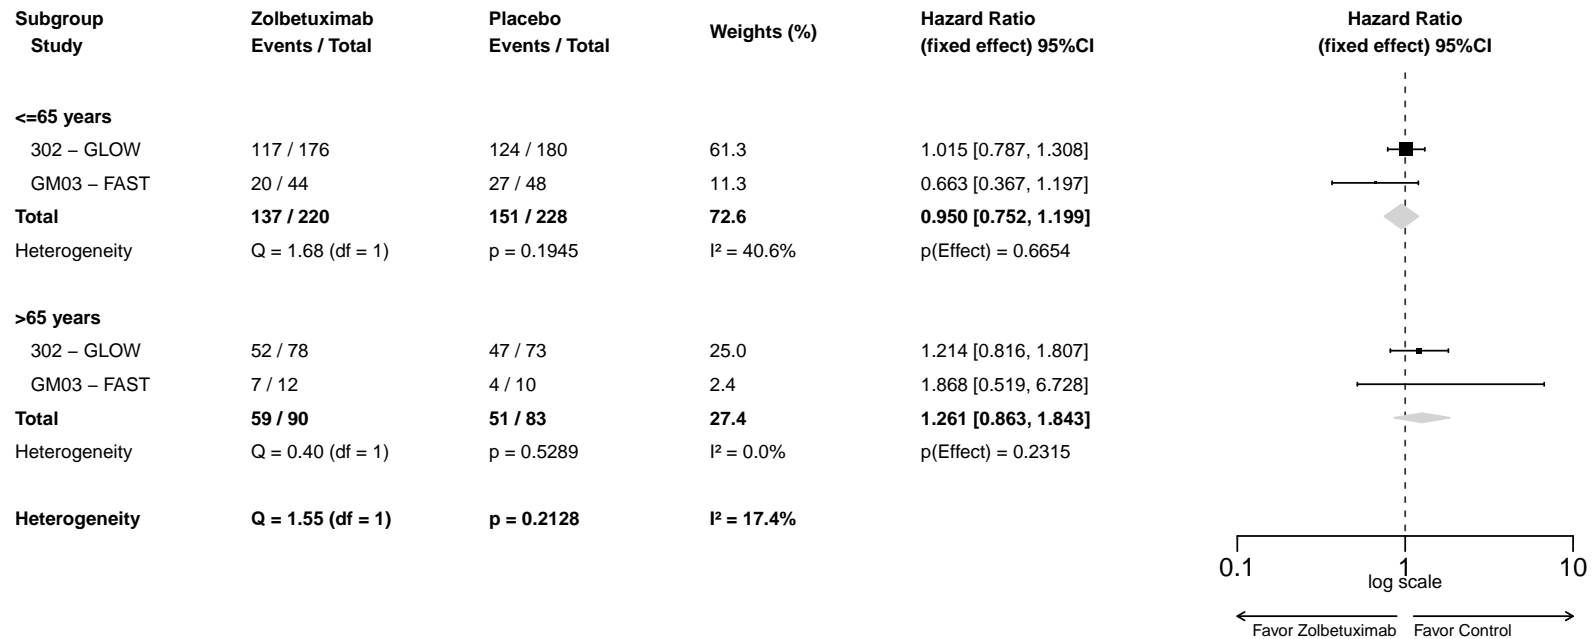 Subgroup Zolbetuximab Placebo Weights (%) Hazard Ratio Hazard Ratio
Study Events / Total Events / Total (fixed effect) 95%CI (fixed effect) 95%CI
<=65 years
302 – GLOW 117 / 176 124 / 180 61.3 1.015 [0.787, 1.308]
GM03 – FAST 20 / 44 27 / 48 11.3 0.663 [0.367, 1.197]
Total 137 / 220 151 / 228 72.6 0.950 [0.752, 1.199]
Heterogeneity Q = 1.68 (df = 1) p = 0.1945 I² = 40.6% p(Effect) = 0.6654
>65 years
302 – GLOW 52 / 78 47 / 73 25.0 1.214 [0.816, 1.807]
GM03 – FAST 7 / 12 4 / 10 2.4 1.868 [0.519, 6.728]
Total 59 / 90 51 / 83 27.4 1.261 [0.863, 1.843]
Heterogeneity Q = 0.40 (df = 1) p = 0.5289 I² = 0.0% p(Effect) = 0.2315
Heterogeneity Q = 1.55 (df = 1) p = 0.2128 I² = 17.4%
0.1 1 10
log scale
Favor Zolbetuximab Favor Control